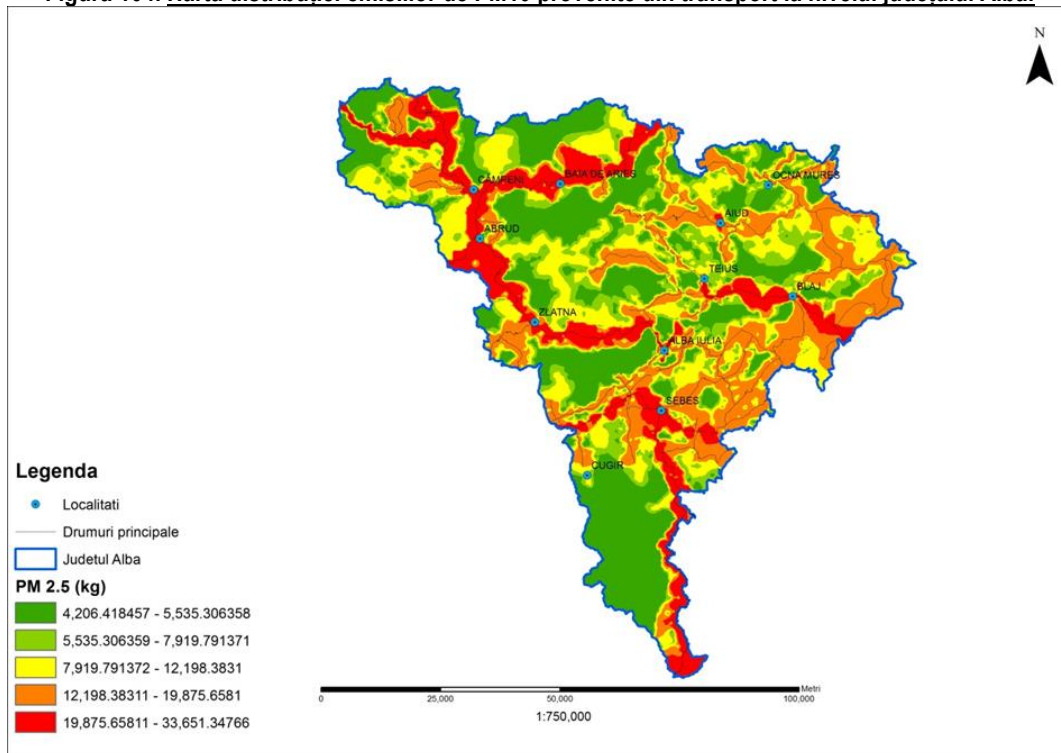 N
CÂMPENI
BAIA DE ARIES
OCNA MURES
AIUD
ABRUD
TEIUS
BLAJ
ZLATNA
ALBA IULIA
SEBES
CUGIR
Legenda
Localitati
Drumuri principale
Judetul Alba
PM 2.5 (kg)
4,206.418457 - 5,535.306358
5,535.306359 - 7,919.791371
7,919.791372 - 12,198.3831
12,198.38311 - 19,875.6581
19,875.65811 - 33,651.34766
Metri
0 25,000 50,000 100,000
1:750,000